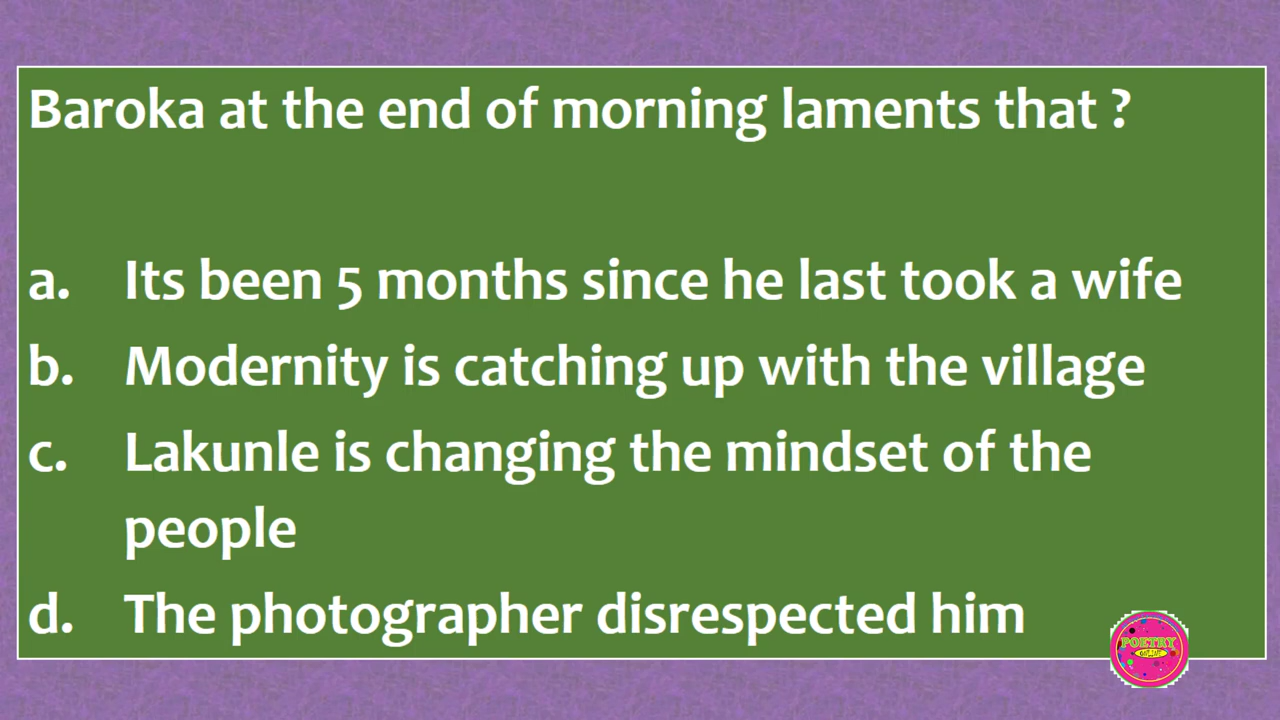 Baroka at the end of morning laments that ?
a. Its been 5 months since he last took a wife
b. Modernity is catching up with the village
c. Lakunle is changing the mindset of the
people
d. The photographer disrespected him
POETRY